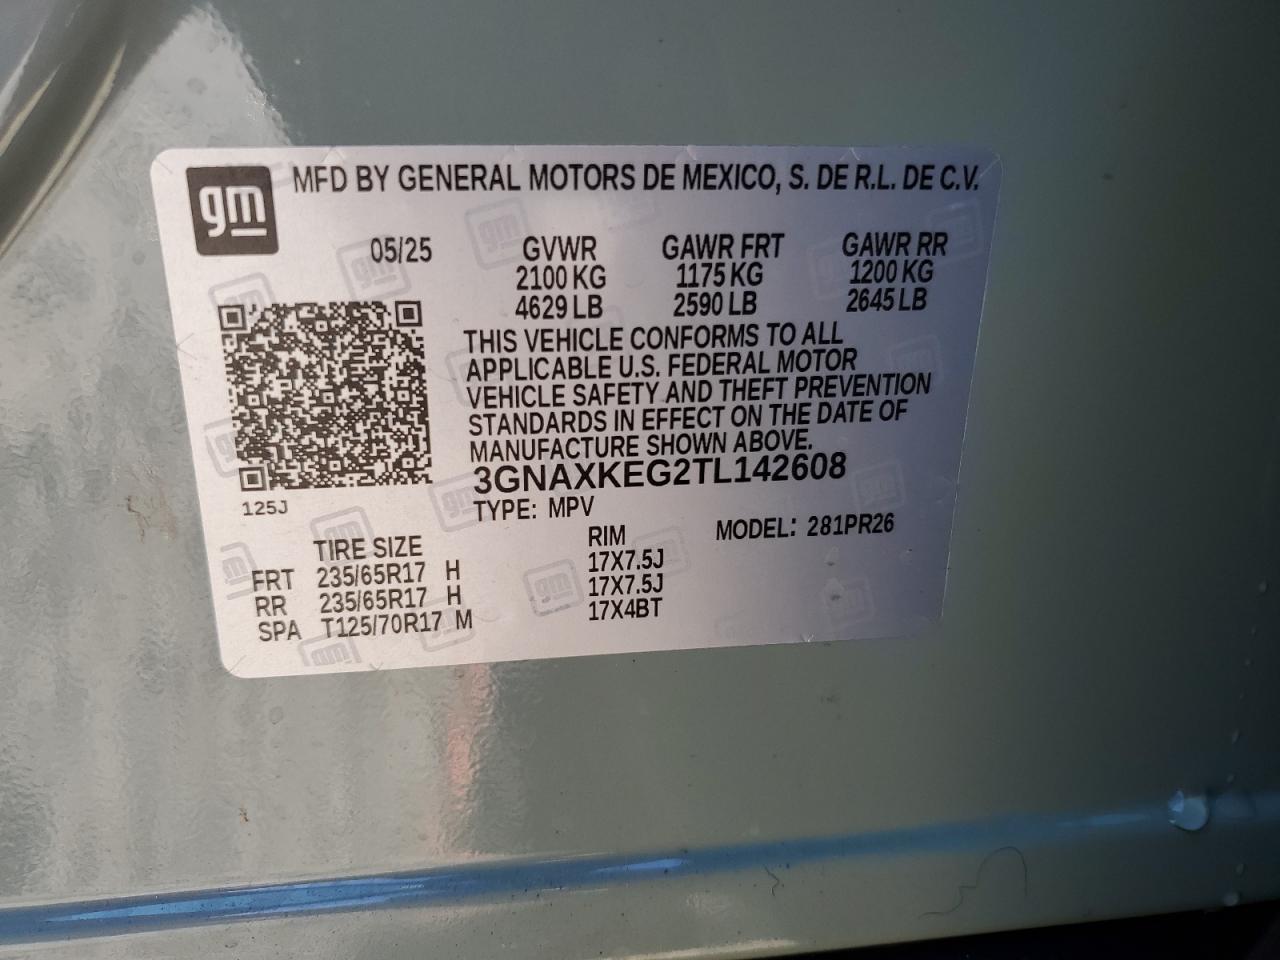 gm MFD BY GENERAL MOTORS DE MEXICO, S. DE R.L. DE C.V.
05/25 GVWR GAWR FRT GAWR RR
2100 KG 1175 KG 1200 KG
4629 LB 2590 LB 2645 LB
THIS VEHICLE CONFORMS TO ALL
APPLICABLE U.S. FEDERAL MOTOR
VEHICLE SAFETY AND THEFT PREVENTION
STANDARDS IN EFFECT ON THE DATE OF
MANUFACTURE SHOWN ABOVE.
3GNAXKEG2TL142608
125J
TYPE: MPV MODEL: 281PR26
TIRE SIZE RIM
FRT 235/65R17 H 17X7.5J
RR 235/65R17 H 17X7.5J
SPA T125/70R17 M 17X4BT